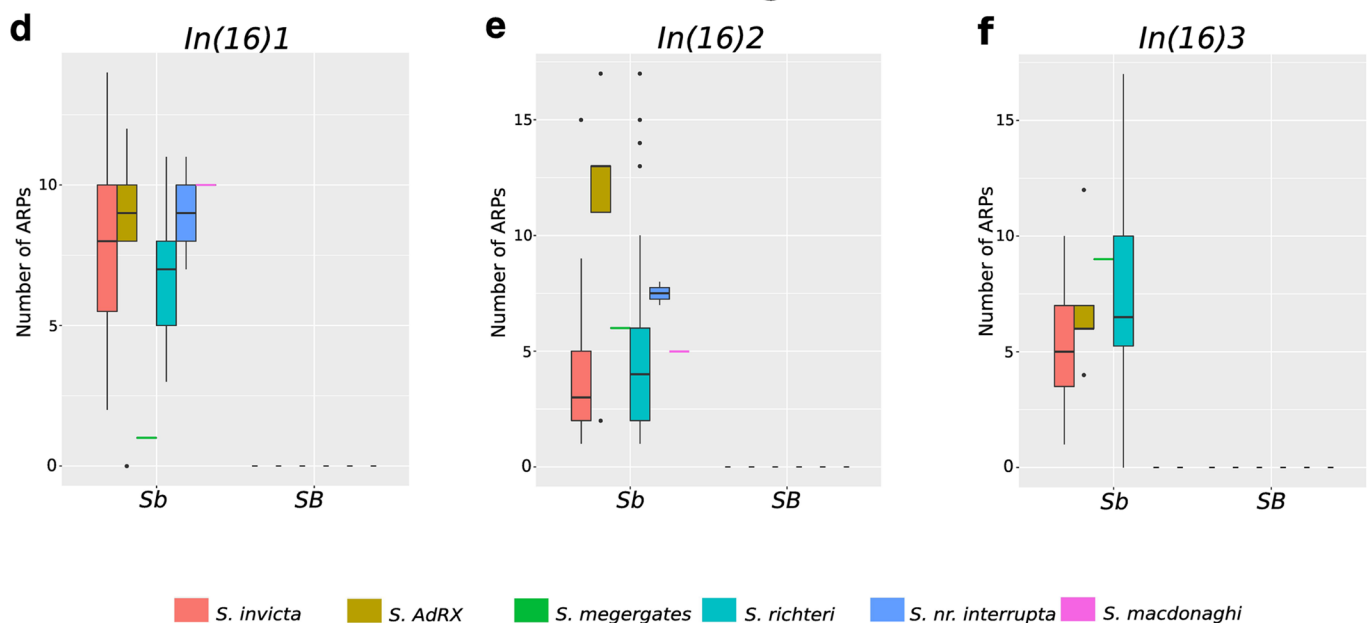 d
In(16)1
Number of ARPs
10
5
0
Sb
SB
e
In(16)2
Number of ARPs
15
10
5
0
Sb
SB
f
In(16)3
Number of ARPs
15
10
5
0
Sb
SB
S. invicta
S. AdRX
S. megergates
S. richteri
S. nr. interrupta
S. macdonaghi